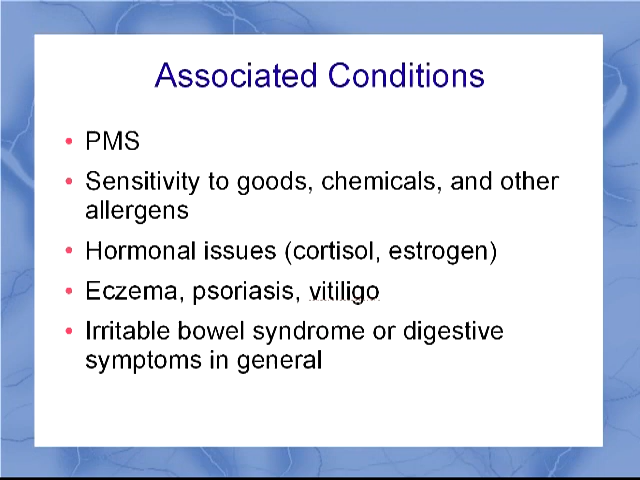 Associated Conditions
• PMS
• Sensitivity to goods, chemicals, and other
allergens
• Hormonal issues (cortisol, estrogen)
• Eczema, psoriasis, vitiligo
• Irritable bowel syndrome or digestive
symptoms in general